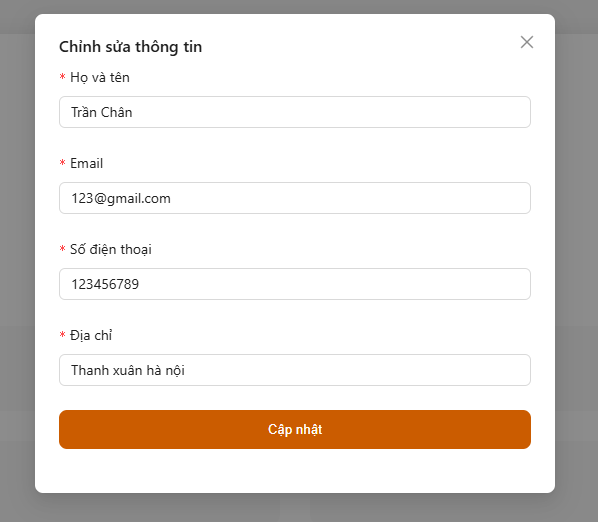 Chỉnh sửa thông tin
* Họ và tên
Trần Chân
* Email
123@gmail.com
* Số điện thoại
123456789
* Địa chỉ
Thanh xuân hà nội
Cập nhật